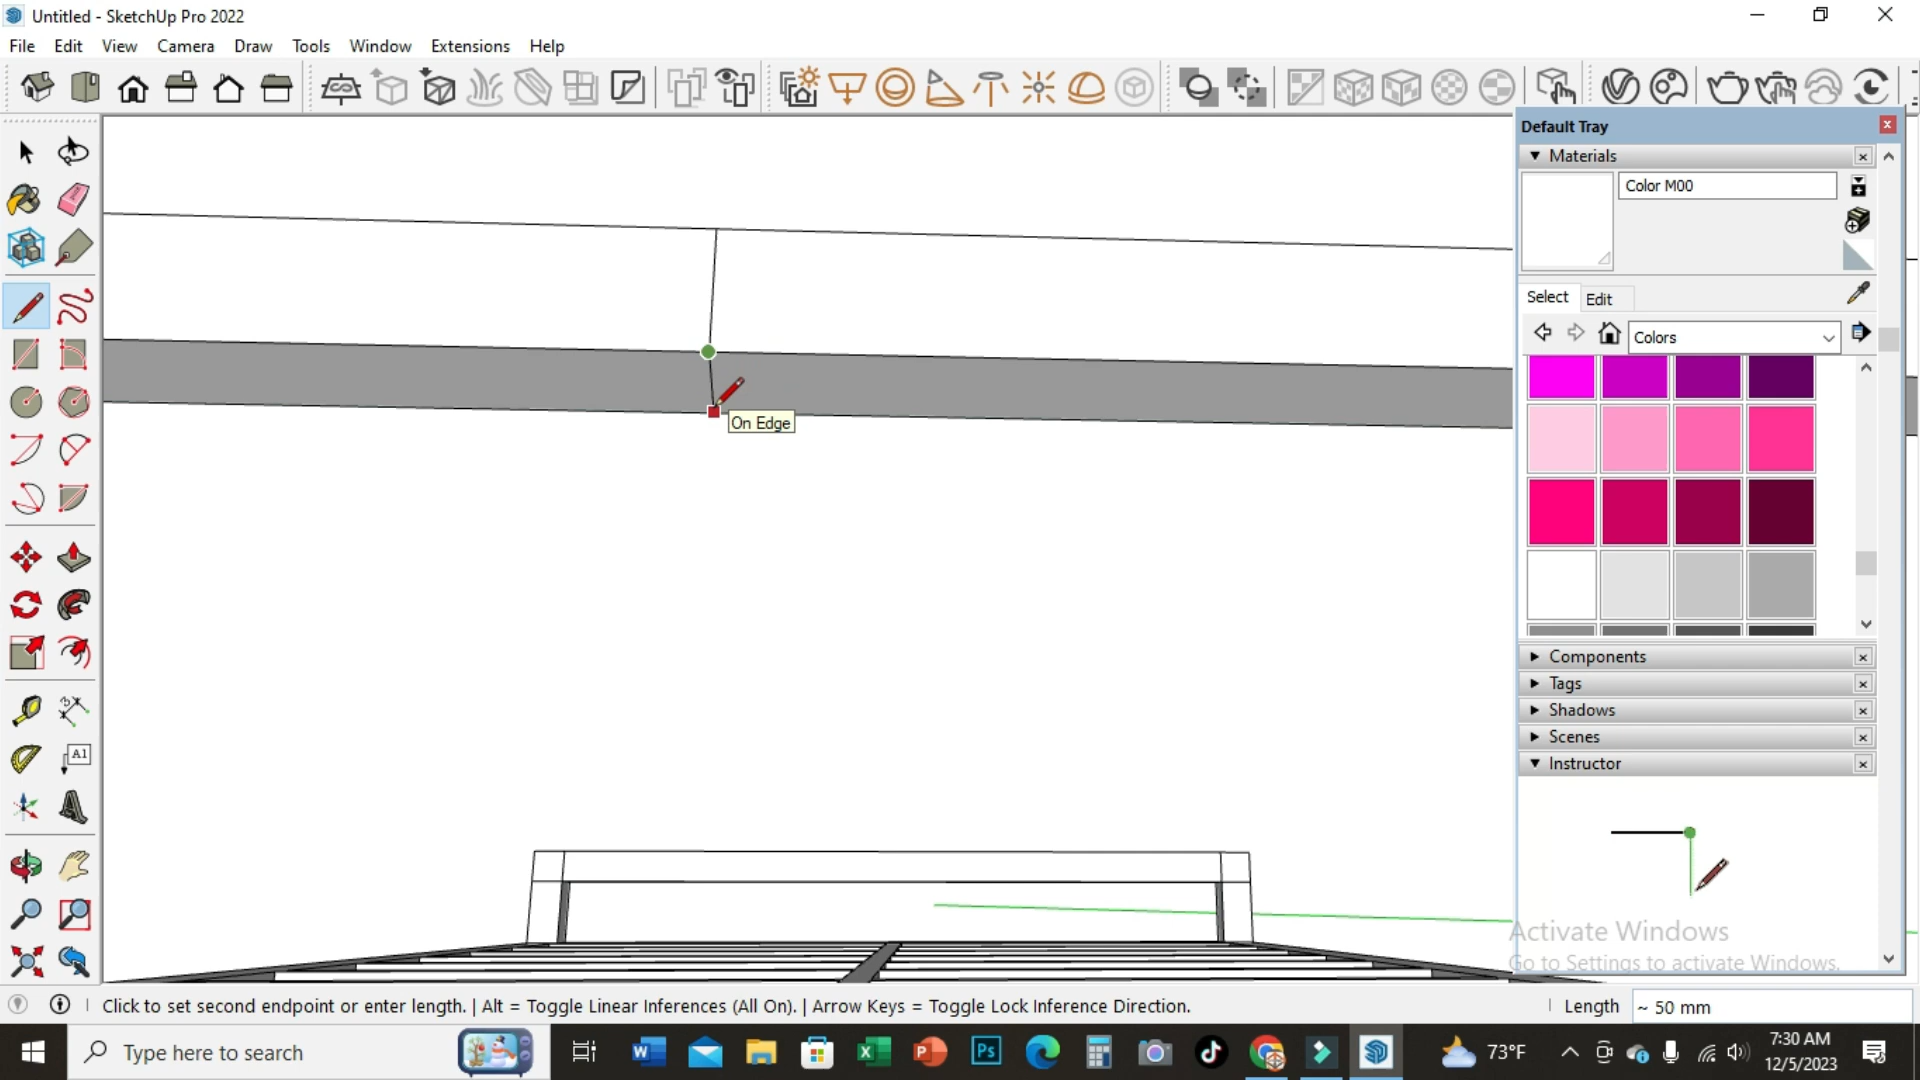 Untitled - SketchUp Pro 2022
File Edit View Camera Draw Tools Window Extensions Help
Default Tray
Materials
Color M00
Select Edit
Colors
On Edge
A1
Components
Tags
Shadows
Scenes
Instructor
Activate Windows
Go to Settings to activate Windows.
Click to set second endpoint or enter length. | Alt = Toggle Linear Inferences (All On). | Arrow Keys = Toggle Lock Inference Direction.
Length ~ 50 mm
Type here to search
Ps
73°F
7:30 AM
12/5/2023